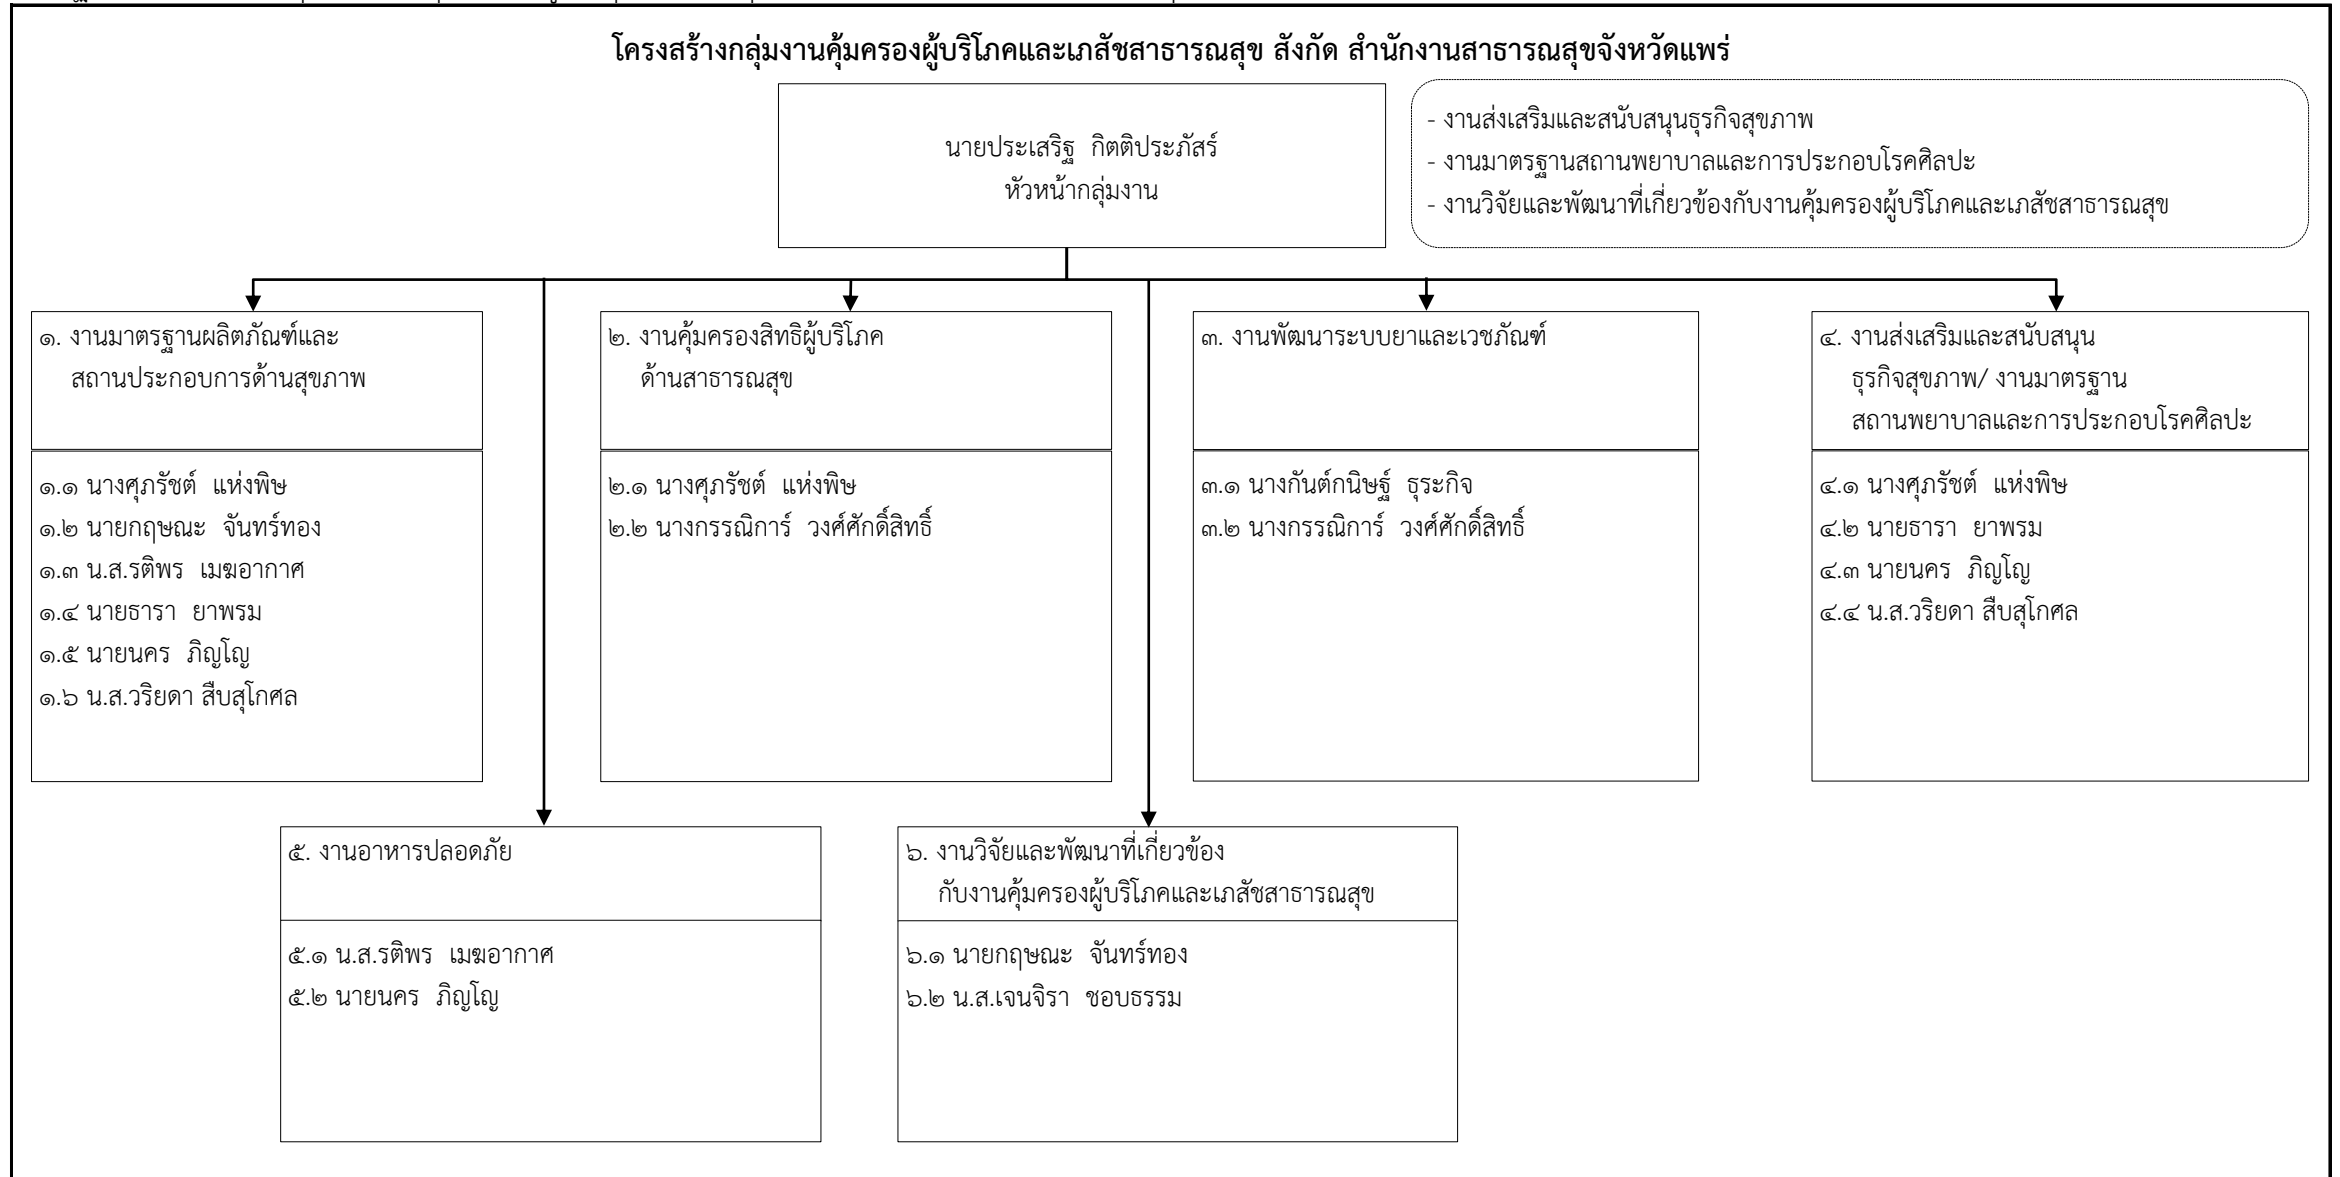 โครงสร้างกลุ่มงานคุ้มครองผู้บริโภคและเภสัชสาธารณสุข สังกัด สำนักงานสาธารณสุขจังหวัดแพร่
นายประเสริฐ กิตติประภัสร์
หัวหน้ากลุ่มงาน
- งานส่งเสริมและสนับสนุนธุรกิจสุขภาพ
- งานมาตรฐานสถานพยาบาลและการประกอบโรคศิลปะ
- งานวิจัยและพัฒนาที่เกี่ยวข้องกับงานคุ้มครองผู้บริโภคและเภสัชสาธารณสุข
๑. งานมาตรฐานผลิตภัณฑ์และ
สถานประกอบการด้านสุขภาพ
๑.๑ นางศุภรัชต์ แห่งพิษ
๑.๒ นายกฤษณะ จันทร์ทอง
๑.๓ น.ส.รติพร เมฆอากาศ
๑.๔ นายธารา ยาพรม
๑.๕ นายนคร ภิญโญ
๑.๖ น.ส.วริยดา สืบสุโกศล
๒. งานคุ้มครองสิทธิผู้บริโภค
ด้านสาธารณสุข
๒.๑ นางศุภรัชต์ แห่งพิษ
๒.๒ นางกรรณิการ์ วงศ์ศักดิ์สิทธิ์
๓. งานพัฒนาระบบยาและเวชภัณฑ์
๓.๑ นางกันต์กนิษฐ์ ธุระกิจ
๓.๒ นางกรรณิการ์ วงศ์ศักดิ์สิทธิ์
๔. งานส่งเสริมและสนับสนุน
ธุรกิจสุขภาพ/ งานมาตรฐาน
สถานพยาบาลและการประกอบโรคศิลปะ
๔.๑ นางศุภรัชต์ แห่งพิษ
๔.๒ นายธารา ยาพรม
๔.๓ นายนคร ภิญโญ
๔.๔ น.ส.วริยดา สืบสุโกศล
๕. งานอาหารปลอดภัย
๕.๑ น.ส.รติพร เมฆอากาศ
๕.๒ นายนคร ภิญโญ
๖. งานวิจัยและพัฒนาที่เกี่ยวข้อง
กับงานคุ้มครองผู้บริโภคและเภสัชสาธารณสุข
๖.๑ นายกฤษณะ จันทร์ทอง
๖.๒ น.ส.เจนจิรา ชอบธรรม